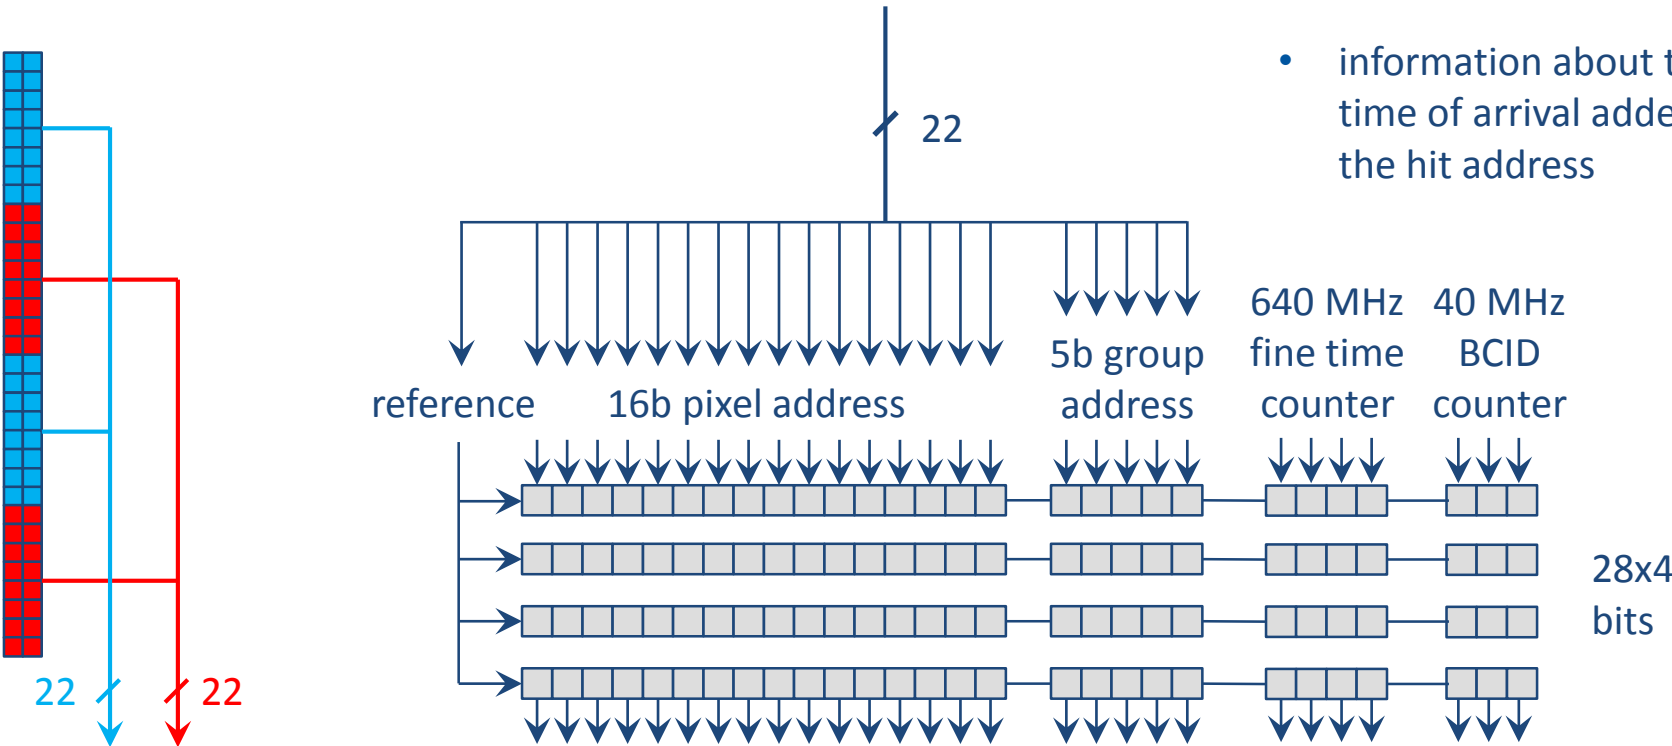 22
22
22
• information about
time of arrival
the hit address
reference
16b pixel address
5b group
address
640 MHz
fine time
counter
40 MHz
BCID
counter
28x4
bits